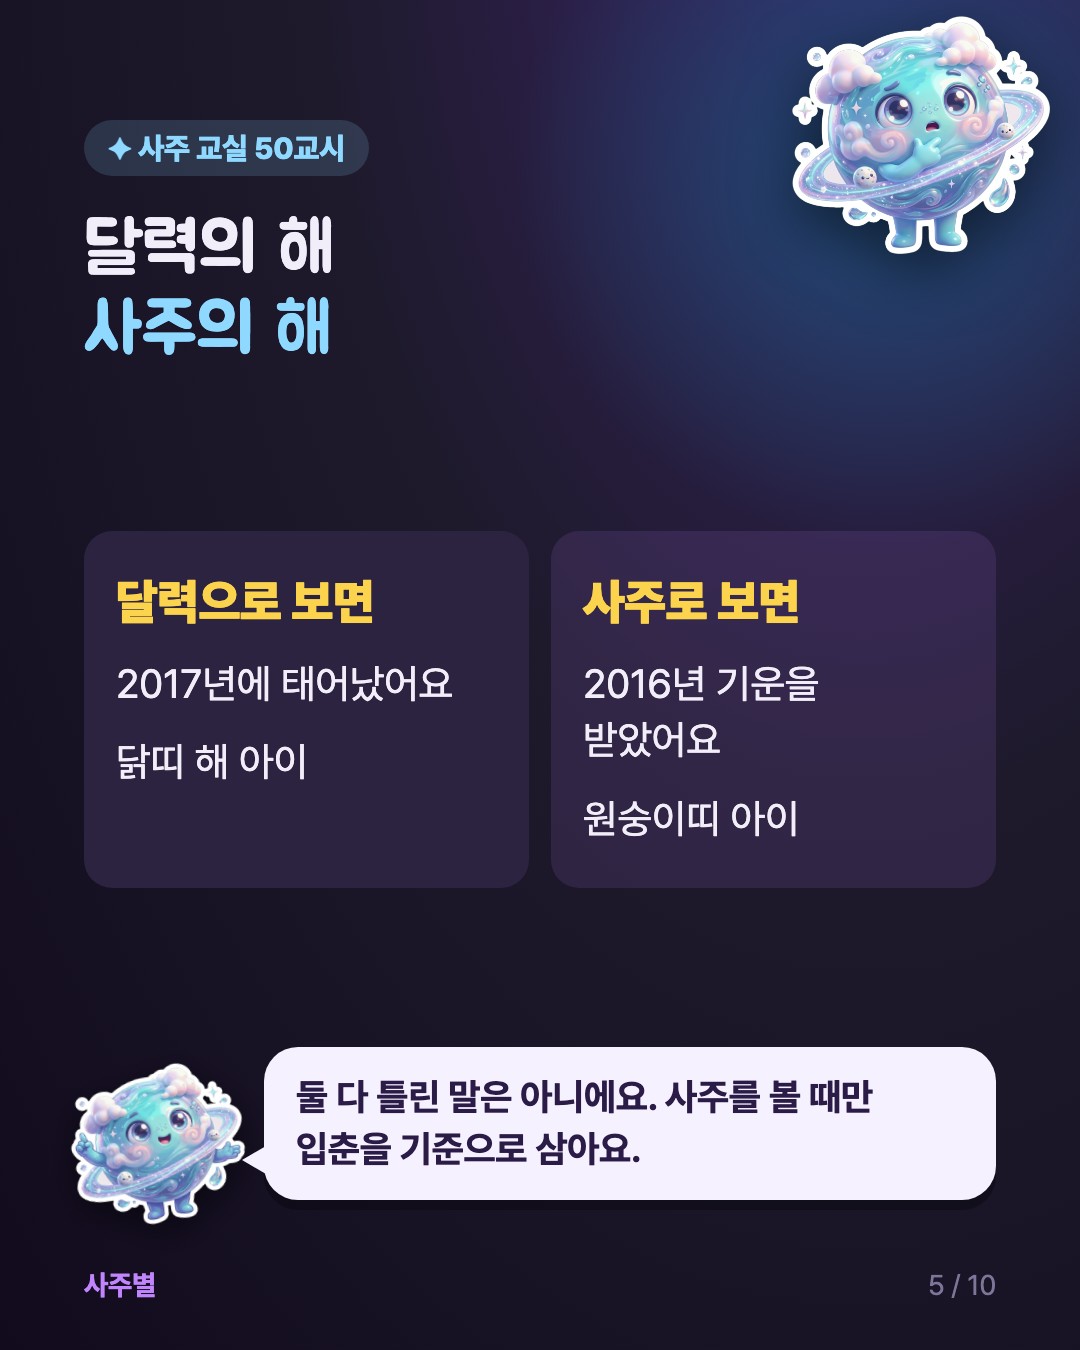 ✦ 사주 교실 50교시
달력의 해
사주의 해
달력으로 보면
2017년에 태어났어요
닭띠 해 아이
사주로 보면
2016년 기운을
받았어요
원숭이띠 아이
둘 다 틀린 말은 아니에요. 사주를 볼 때만
입춘을 기준으로 삼아요.
사주별
5 / 10